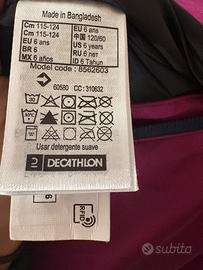 Made in Bangladesh
Cm 115-124 EU 6 ans
Cm 115-124 中国 120/60
BR 6 US 6 years
MX 6 años RU 6 лет
ID 6 Tahun
Model code : 8562603
60580 CC : 310632
Usar detergente suave
DECATHLON
6
RFID
subito